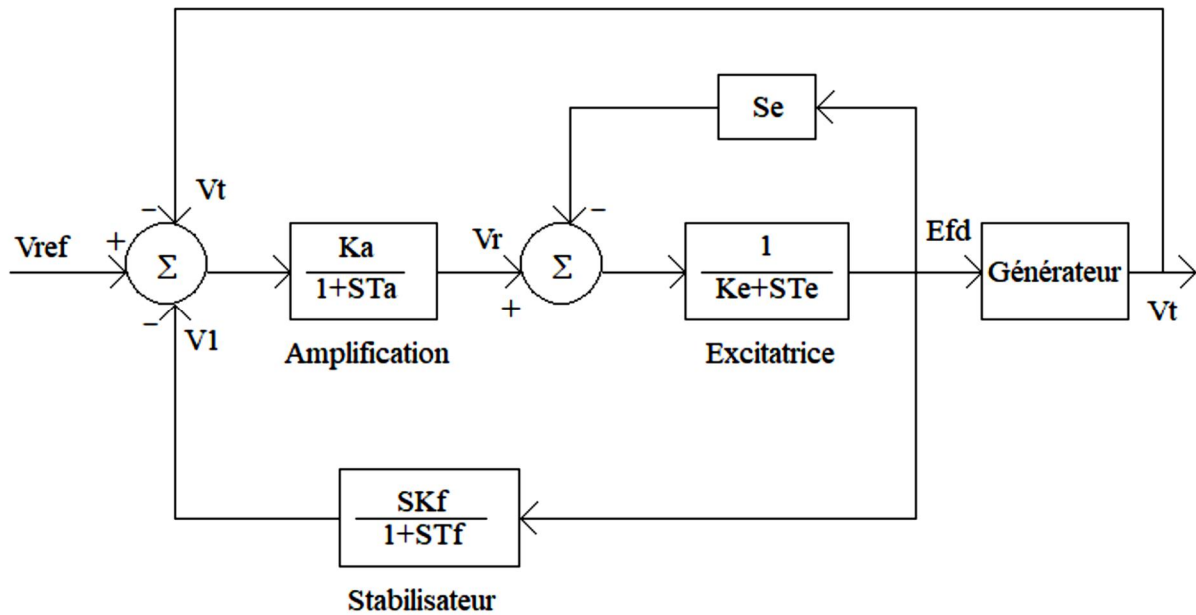 Se
Vt
−
−
Vref
+
Σ
Ka
1+STa
Vr
Σ
+
1
Ke+STe
Efd
Générateur
Vt
−
V1
Amplification
Excitatrice
SKf
1+STf
Stabilisateur